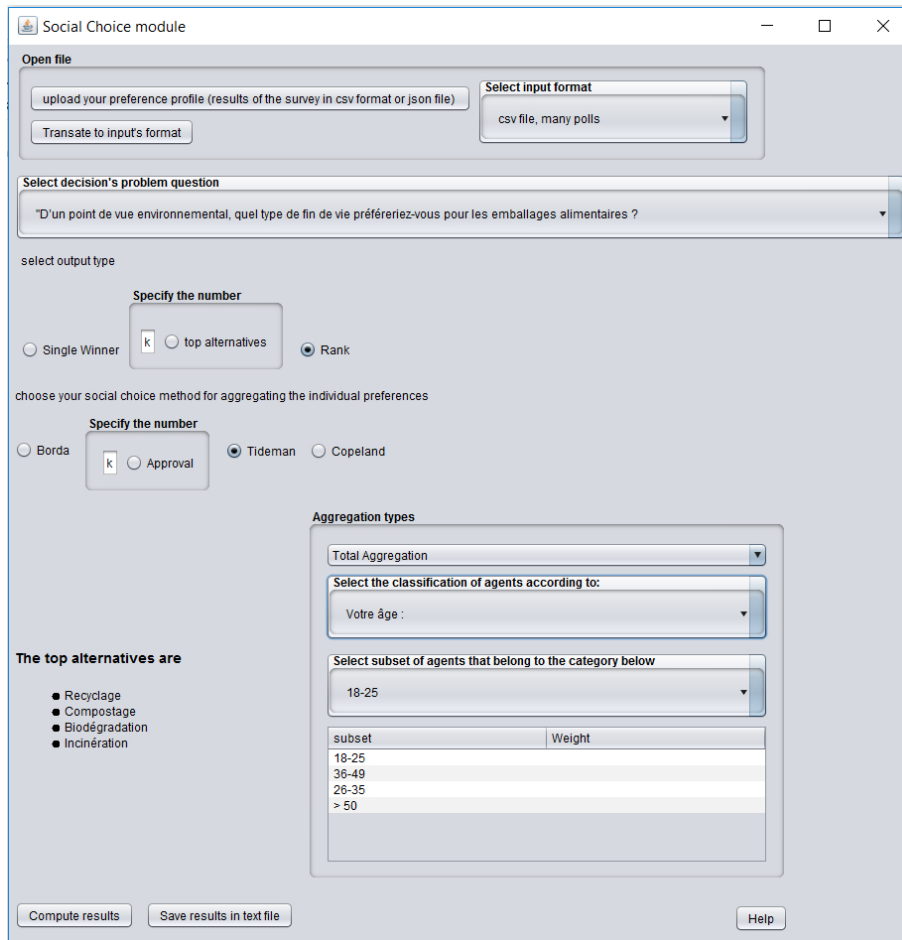 Social Choice module
Open file
upload your preference profile (results of the survey in csv format or json file)
Select input format
csv file, many polls
Transate to input's format
Select decision's problem question
"D'un point de vue environnemental, quel type de fin de vie préféreriez-vous pour les emballages alimentaires ?
select output type
Specify the number
Single Winner
k top alternatives
Rank
choose your social choice method for aggregating the individual preferences
Specify the number
Borda
k Approval
Tideman
Copeland
Aggregation types
Total Aggregation
Select the classification of agents according to:
Votre âge :
Select subset of agents that belong to the category below
18-25
subset Weight
18-25
36-49
26-35
> 50
The top alternatives are
Recyclage
Compostage
Biodégradation
Incinération
Compute results
Save results in text file
Help